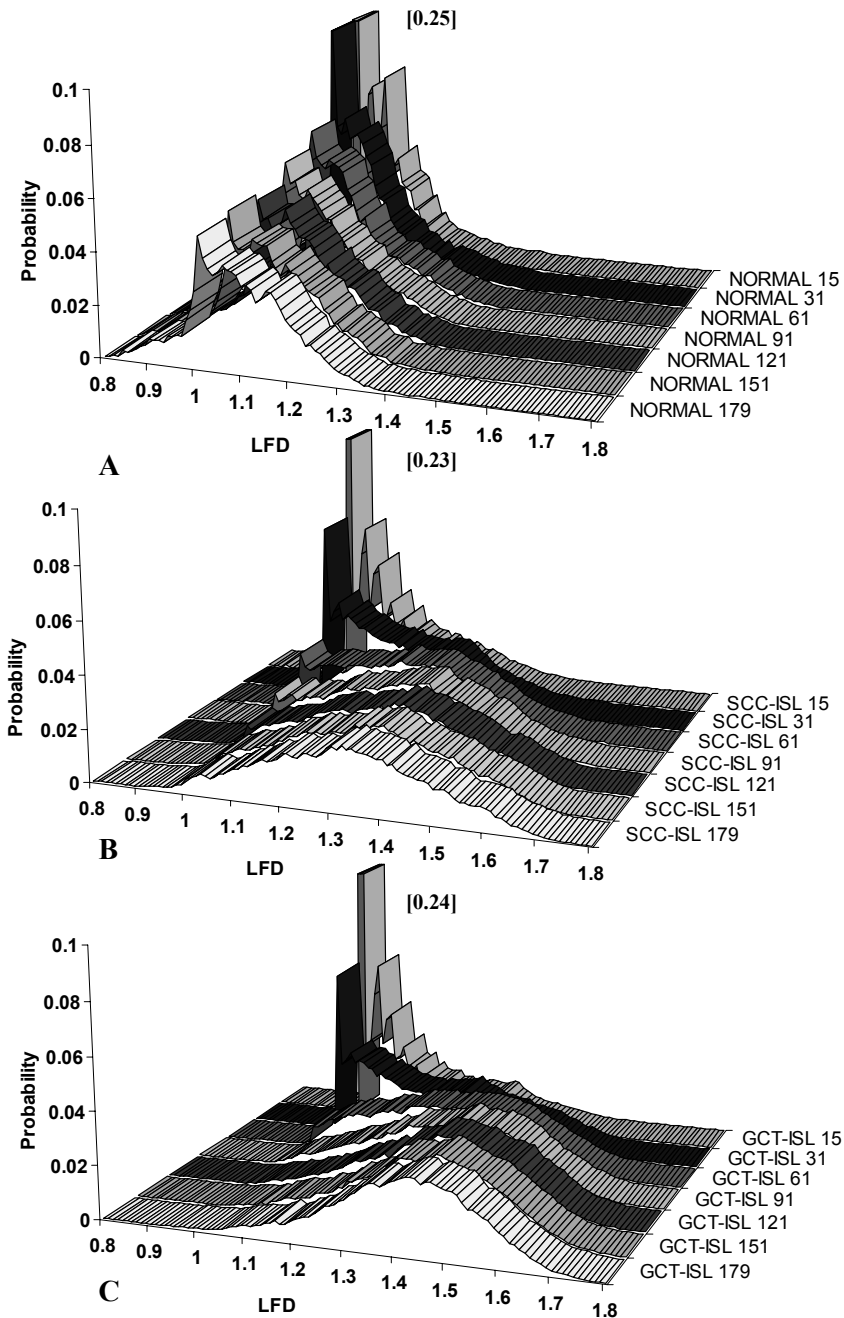 [0.25]
0.1
0.08
0.06
0.04
0.02
0
Probability
0.8
0.9
1
1.1
1.2
1.3
1.4
1.5
1.6
1.7
1.8
LFD
NORMAL 15
NORMAL 31
NORMAL 61
NORMAL 91
NORMAL 121
NORMAL 151
NORMAL 179
A
[0.23]
0.1
0.08
0.06
0.04
0.02
0
Probability
0.8
0.9
1
1.1
1.2
1.3
1.4
1.5
1.6
1.7
1.8
LFD
SCC-ISL 15
SCC-ISL 31
SCC-ISL 61
SCC-ISL 91
SCC-ISL 121
SCC-ISL 151
SCC-ISL 179
B
[0.24]
0.1
0.08
0.06
0.04
0.02
0
Probability
0.8
0.9
1
1.1
1.2
1.3
1.4
1.5
1.6
1.7
1.8
LFD
GCT-ISL 15
GCT-ISL 31
GCT-ISL 61
GCT-ISL 91
GCT-ISL 121
GCT-ISL 151
GCT-ISL 179
C